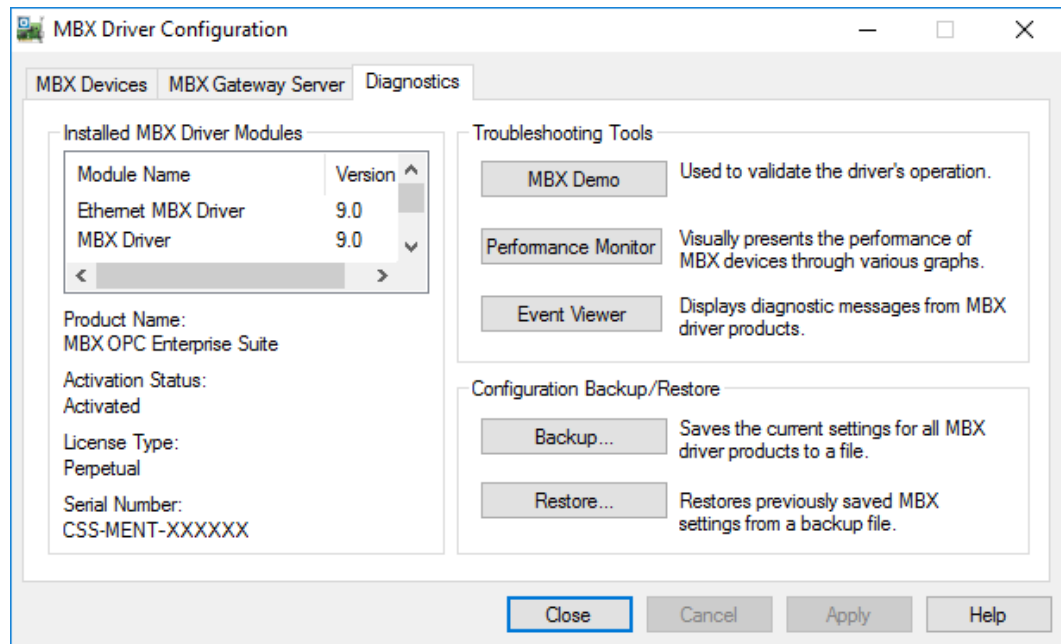 MBX Driver Configuration
MBX Devices
MBX Gateway Server
Diagnostics
Installed MBX Driver Modules
Module Name Version
Ethernet MBX Driver 9.0
MBX Driver 9.0
Product Name:
MBX OPC Enterprise Suite
Activation Status:
Activated
License Type:
Perpetual
Serial Number:
CSS-MENT-XXXXXX
Troubleshooting Tools
MBX Demo
Used to validate the driver's operation.
Performance Monitor
Visually presents the performance of
MBX devices through various graphs.
Event Viewer
Displays diagnostic messages from MBX
driver products.
Configuration Backup/Restore
Backup...
Saves the current settings for all MBX
driver products to a file.
Restore...
Restores previously saved MBX
settings from a backup file.
Close
Cancel
Apply
Help